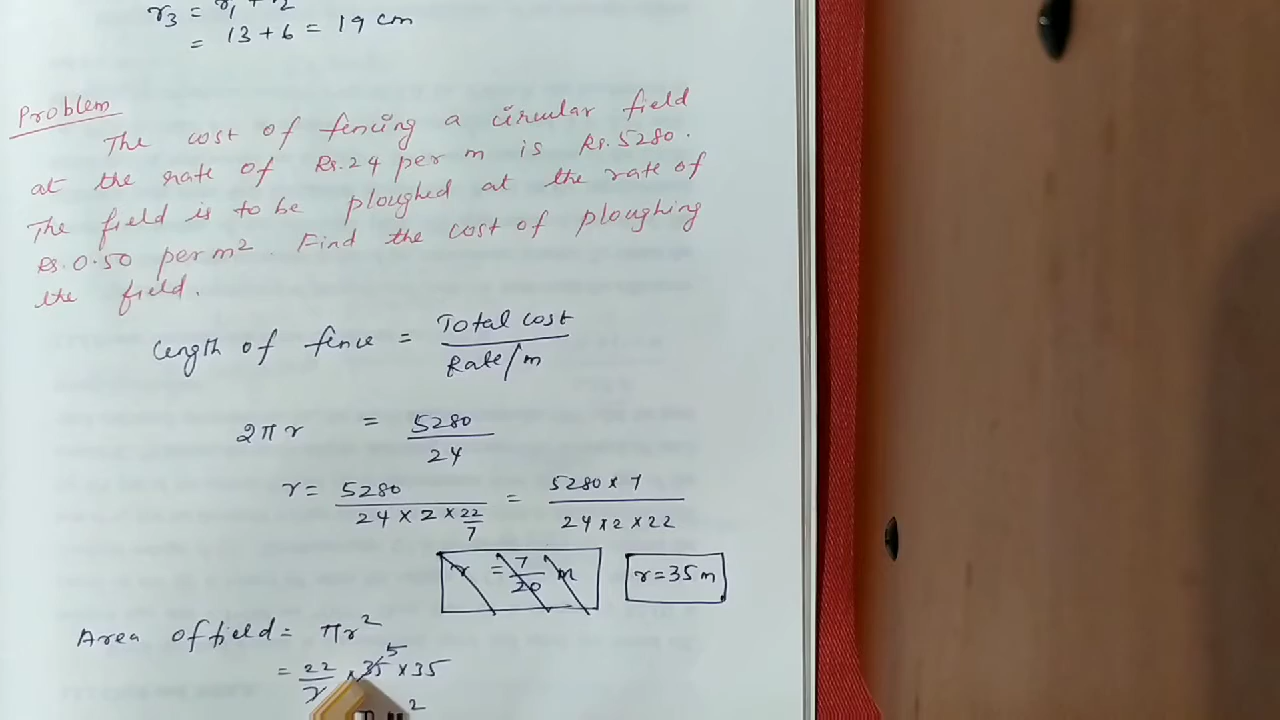 r3 = r1 + r2
= 13 + 6 = 19 cm
Problem
The cost of fencing a circular field
at the rate of Rs.24 per m is Rs.5280.
The field is to be ploughed at the rate of
Rs.0.50 per m². Find the cost of ploughing
the field.
Length of fence = Total cost / Rate/m
2πr = 5280 / 24
r = 5280 / 24 × 2 × 22/7 = 5280 × 7 / 24 × 2 × 22
r = 7/20 m r = 35 m
Area of field = πr²
= 22/7 × 35 5 × 35
2